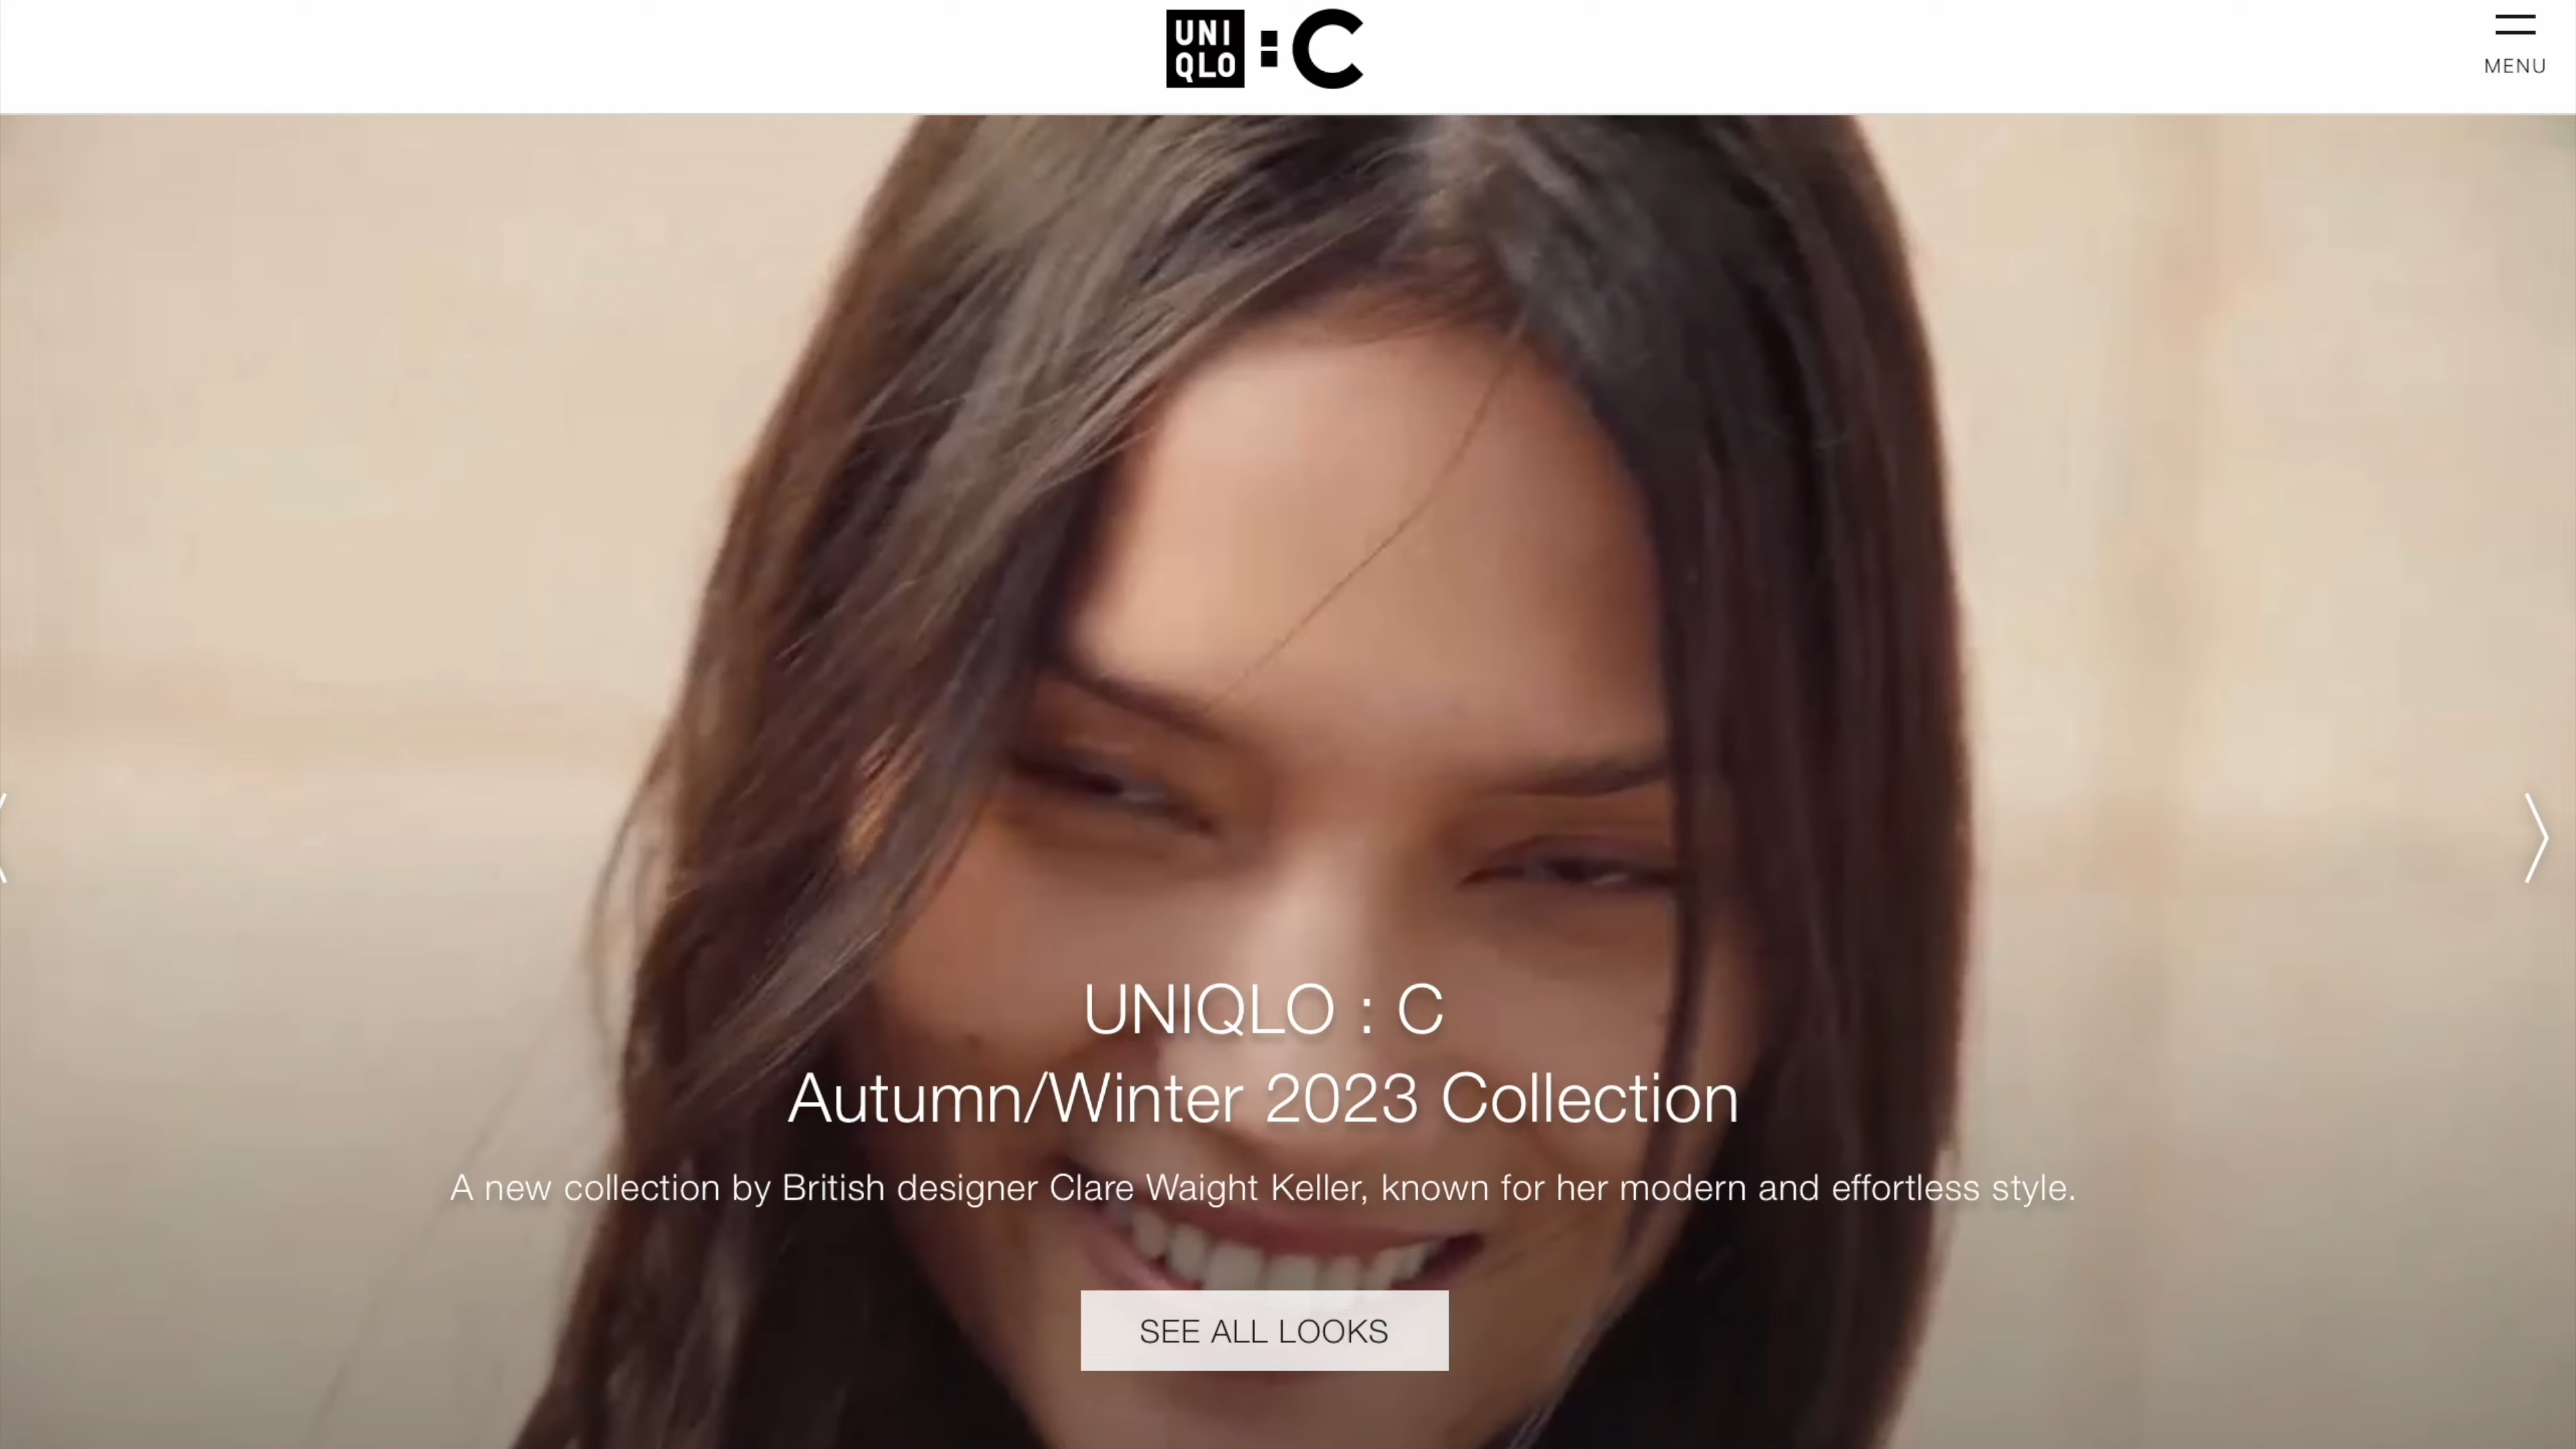 UNI
QLO : C
MENU
UNIQLO : C
Autumn/Winter 2023 Collection
A new collection by British designer Clare Waight Keller, known for her modern and effortless style.
SEE ALL LOOKS